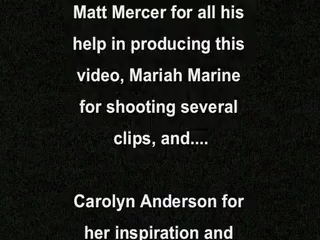 Matt Mercer for all his
help in producing this
video, Mariah Marine
for shooting several
clips, and....
Carolyn Anderson for
her inspiration and